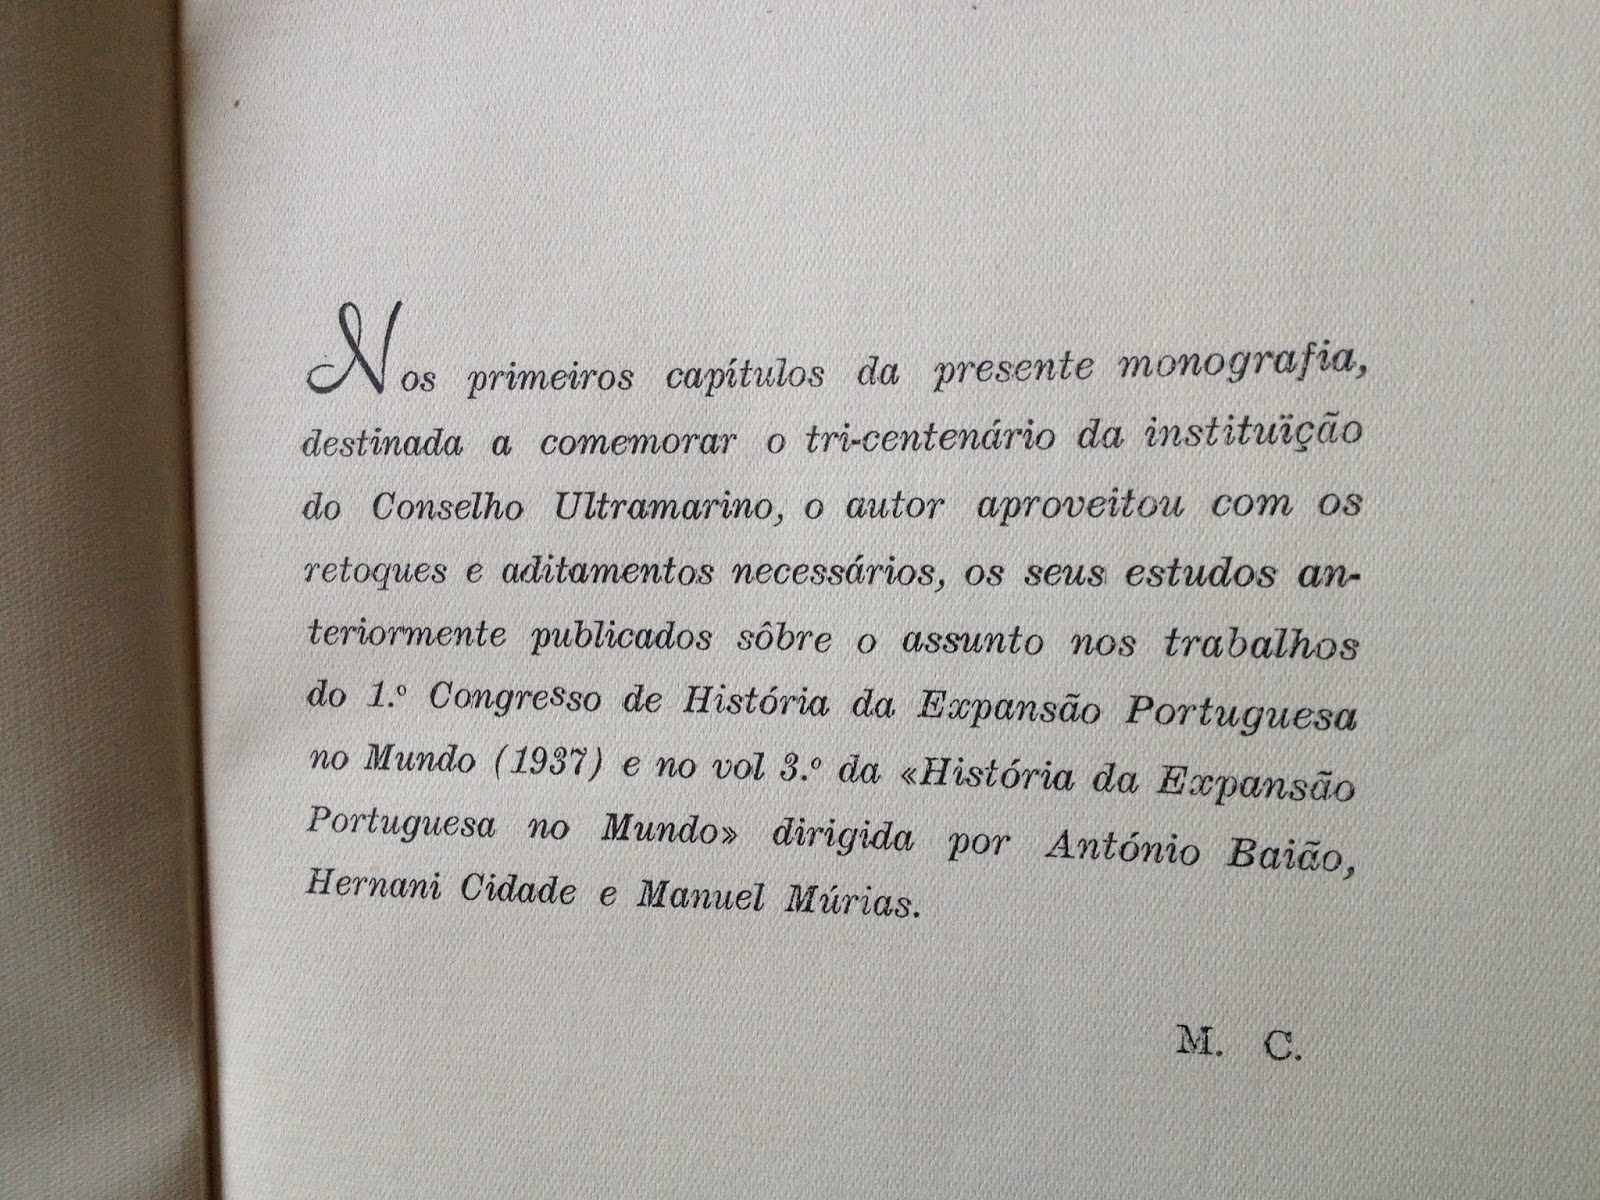 Nos primeiros capítulos da presente monografia,
destinada a comemorar o tri-centenário da instituïção
do Conselho Ultramarino, o autor aproveitou com os
retoques e aditamentos necessários, os seus estudos an-
teriormente publicados sôbre o assunto nos trabalhos
do 1.º Congresso de História da Expansão Portuguesa
no Mundo (1937) e no vol 3.º da «História da Expansão
Portuguesa no Mundo» dirigida por António Baião,
Hernani Cidade e Manuel Múrias.
M. C.